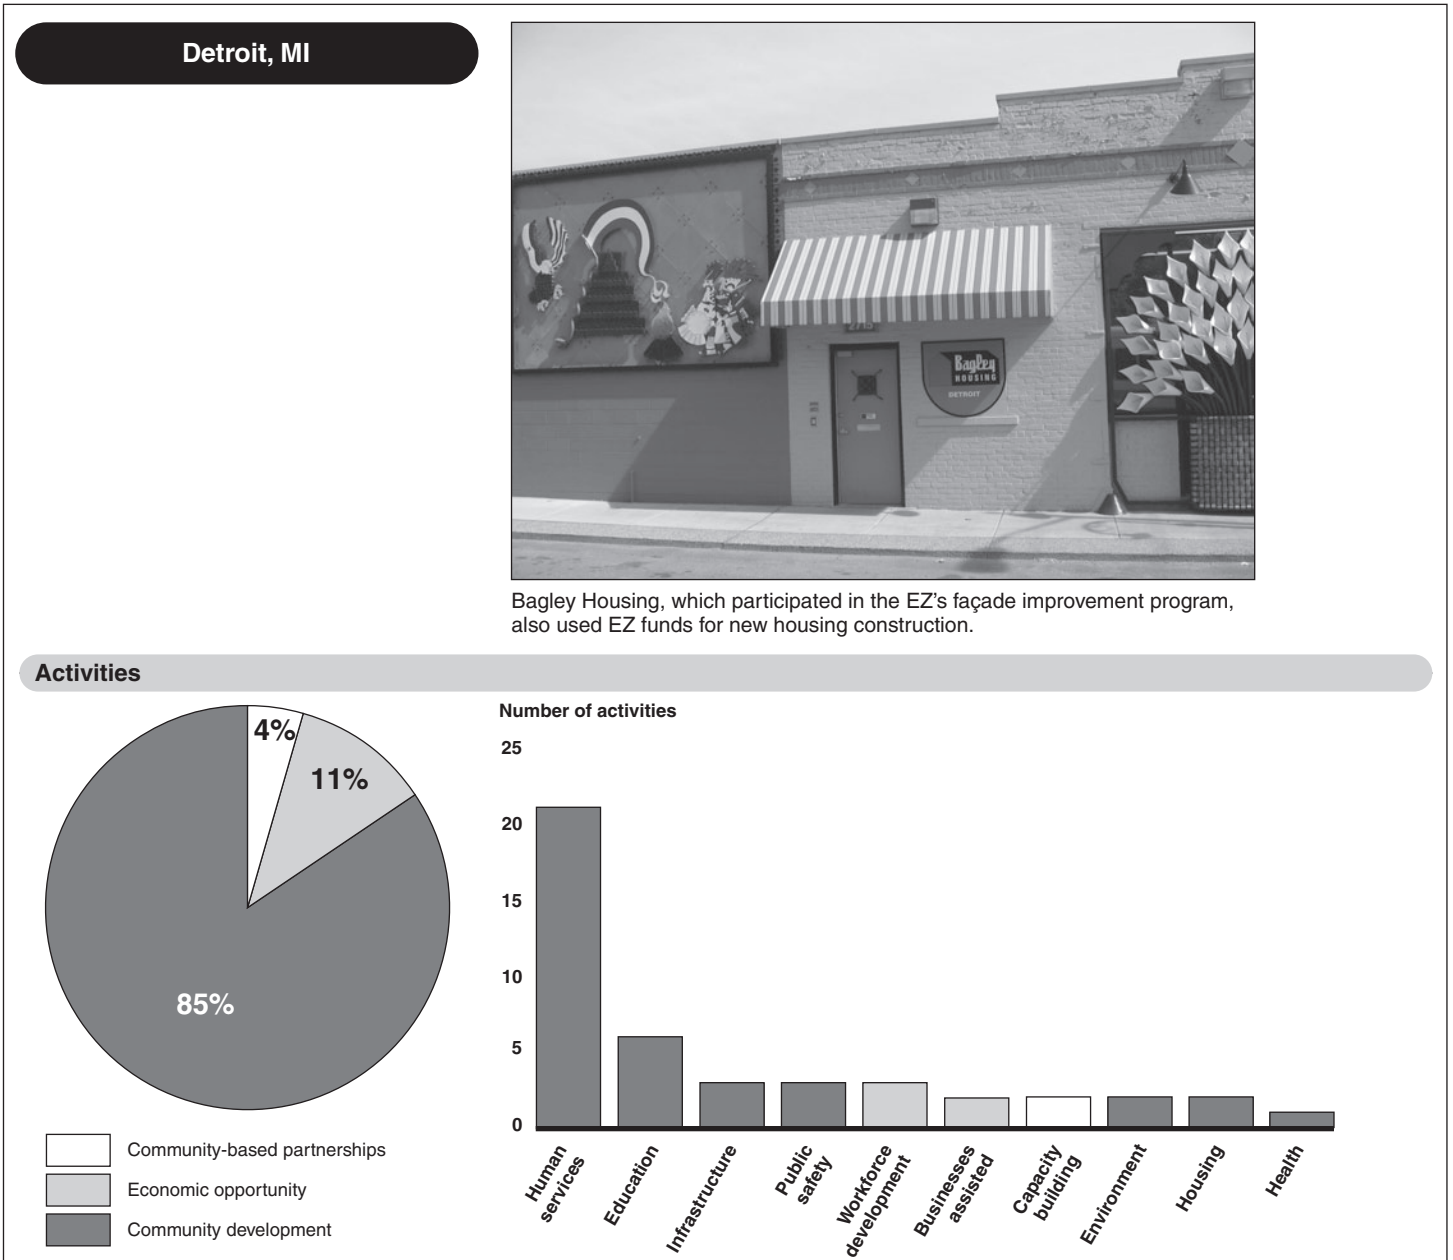 Detroit, MI
2715
Bagley
HOUSING
DETROIT
Bagley Housing, which participated in the EZ's façade improvement program,
also used EZ funds for new housing construction.
Activities
4%
11%
85%
Community-based partnerships
Economic opportunity
Community development
Number of activities
25
20
15
10
5
0
Human
services
Education
Infrastructure
Public
safety
Workforce
development
Businesses
assisted
Capacity
building
Environment
Housing
Health